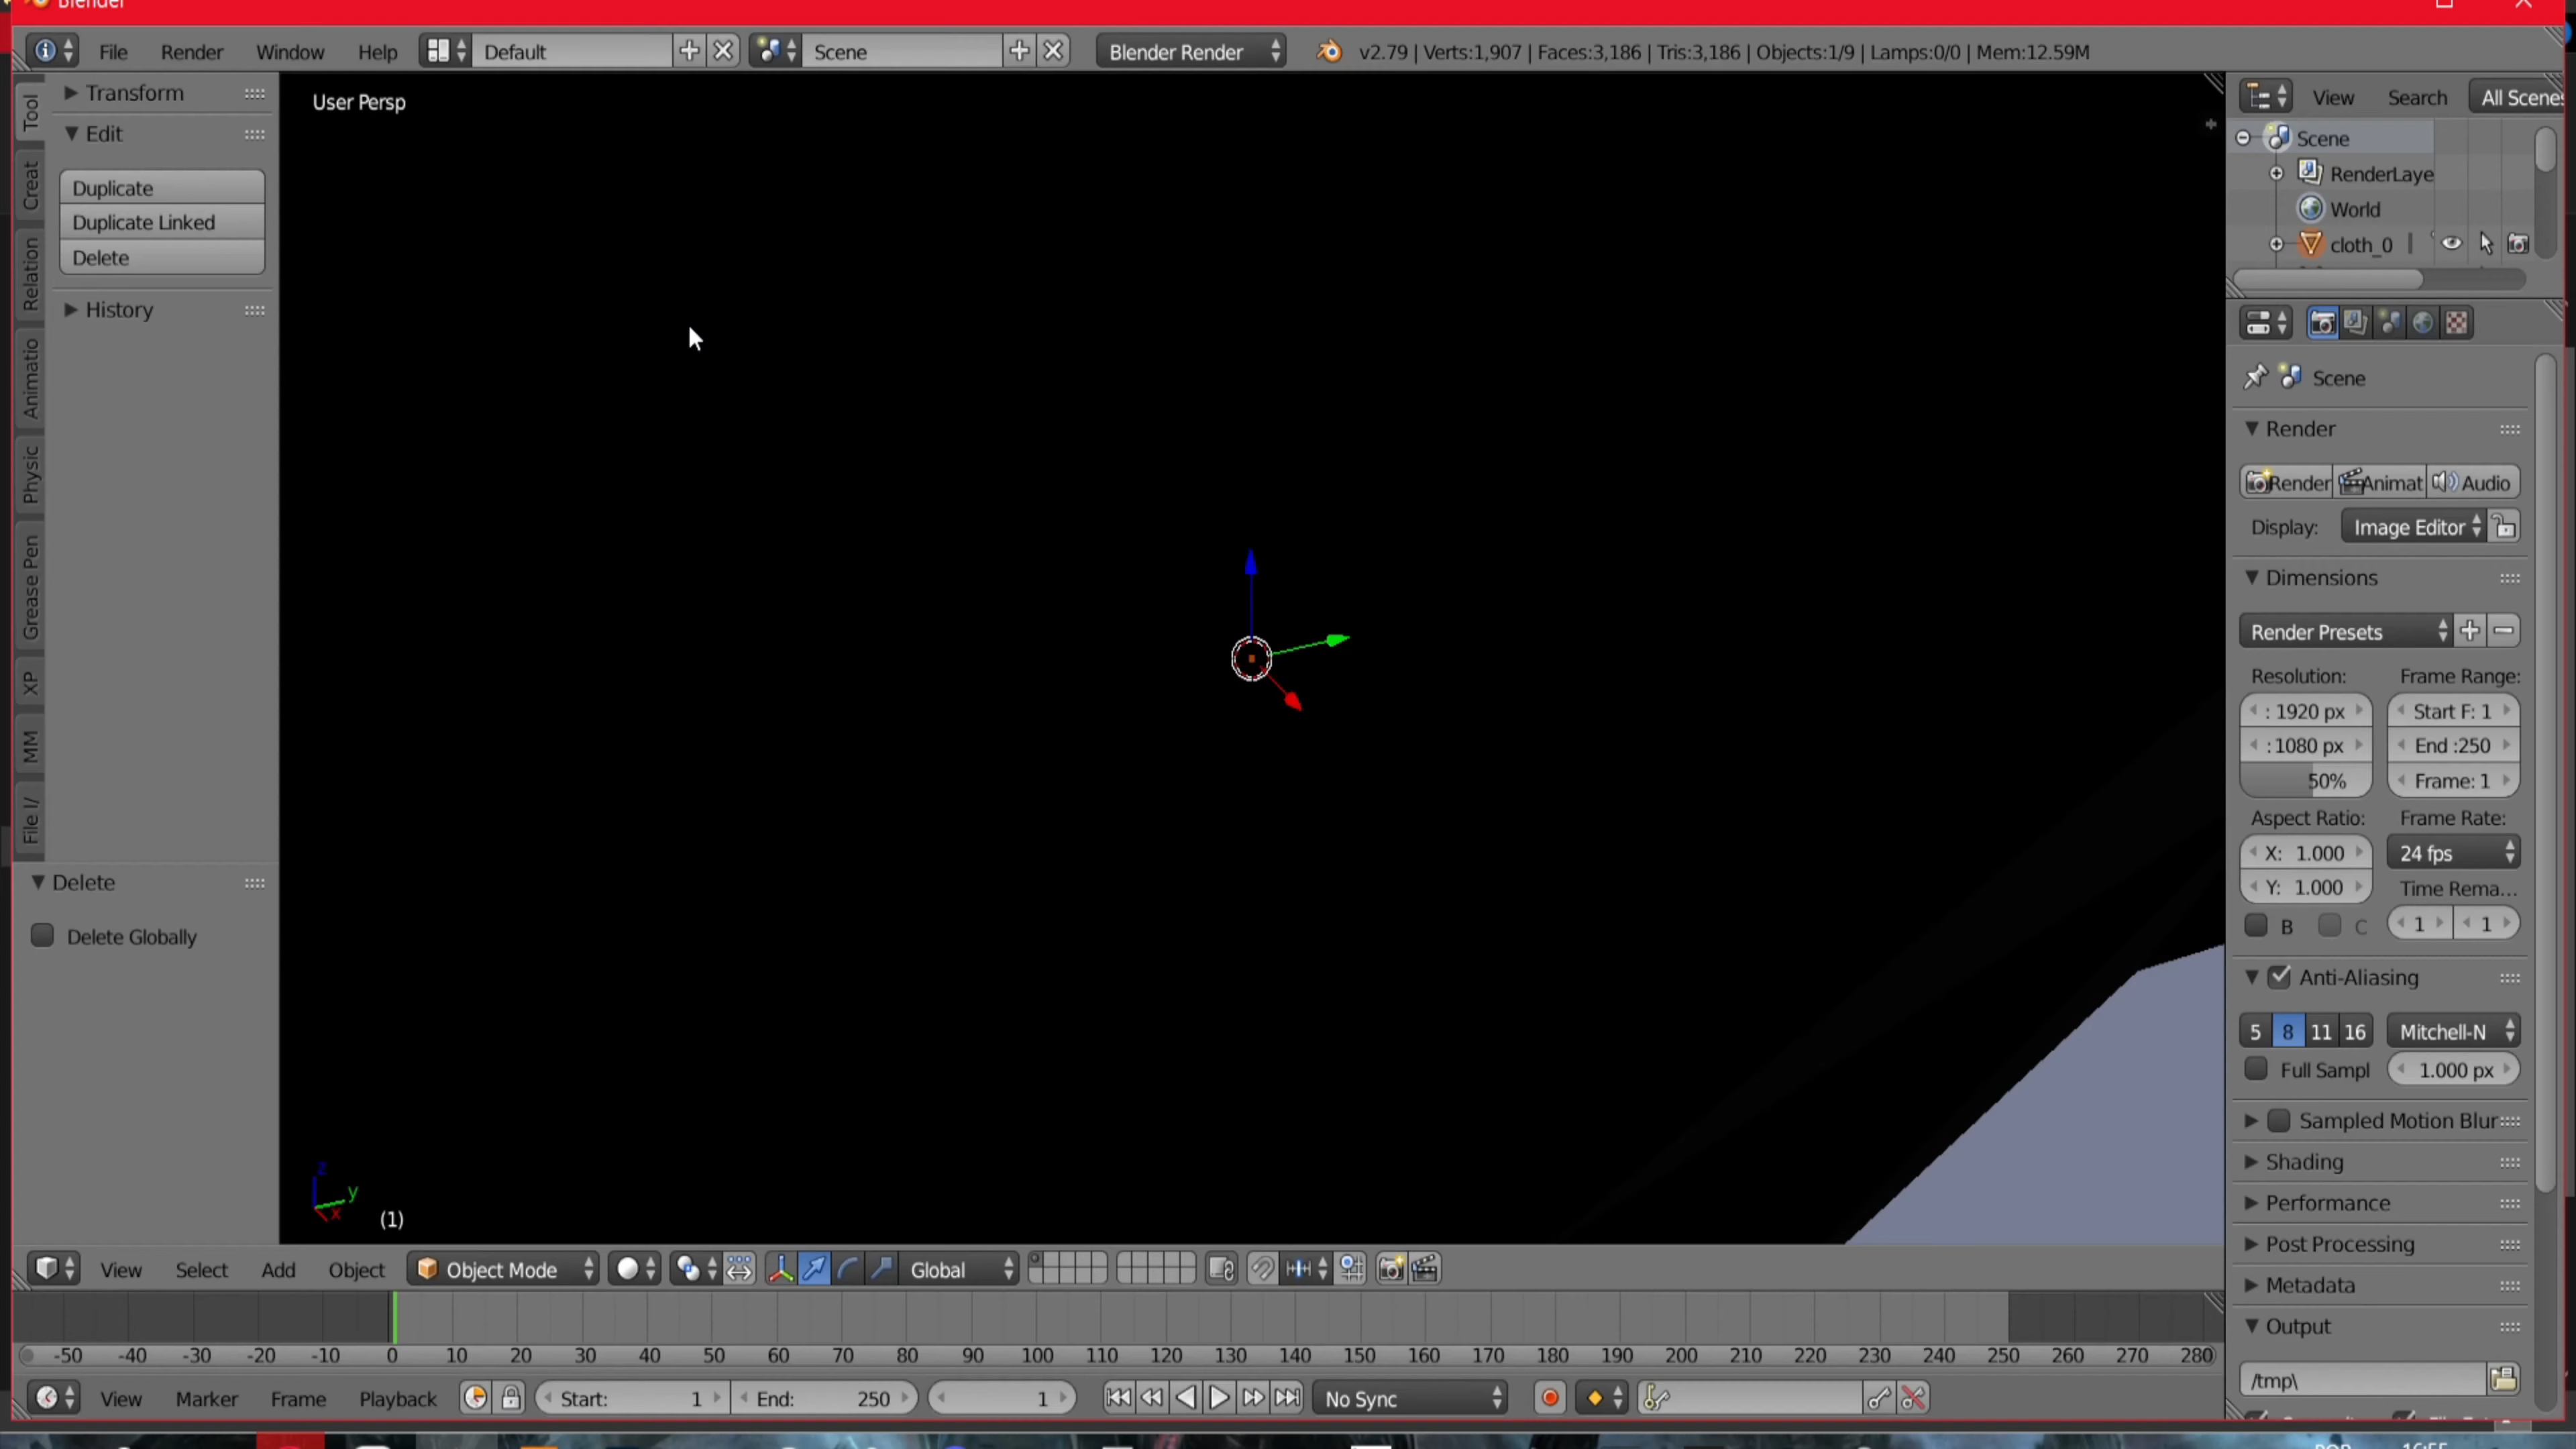 Blender
File Render Window Help Default Scene Blender Render v2.79 | Verts:1,907 | Faces:3,186 | Tris:3,186 | Objects:1/9 | Lamps:0/0 | Mem:12.59M
Tool
Creat
Relation
Animatio
Physic
Grease Pen
XP
MM
File I/
Transform
Edit
Duplicate
Duplicate Linked
Delete
History
Delete
Delete Globally
User Persp
z
y
x
(1)
View Search All Scenes
Scene
RenderLaye
World
cloth_0
Scene
Render
Render Animat Audio
Display: Image Editor
Dimensions
Render Presets
Resolution: Frame Range:
: 1920 px Start F: 1
:1080 px End :250
50% Frame: 1
Aspect Ratio: Frame Rate:
X: 1.000 24 fps
Y: 1.000 Time Rema...
B C 1 1
Anti-Aliasing
5 8 11 16 Mitchell-N
Full Sampl 1.000 px
Sampled Motion Blur
Shading
Performance
Post Processing
Metadata
Output
/tmp\
View Select Add Object Object Mode Global
-50 -40 -30 -20 -10 0 10 20 30 40 50 60 70 80 90 100 110 120 130 140 150 160 170 180 190 200 210 220 230 240 250 260 270 280
View Marker Frame Playback Start: 1 End: 250 1 No Sync
16:55